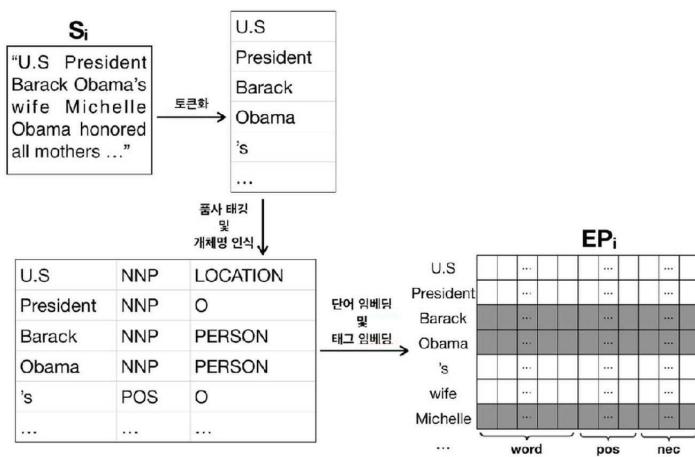 Si
“U.S President
Barack Obama's
wife Michelle
Obama honored
all mothers ...”
토큰화
U.S
President
Barack
Obama
's
...
품사 태깅
및
개체명 인식
U.S NNP LOCATION
President NNP O
Barack NNP PERSON
Obama NNP PERSON
's POS O
... ... ...
단어 임베딩
및
태그 임베딩
EPi
U.S ... ... ...
President ... ... ...
Barack ... ... ...
Obama ... ... ...
's ... ... ...
wife ... ... ...
Michelle ... ... ...
...
word pos nec